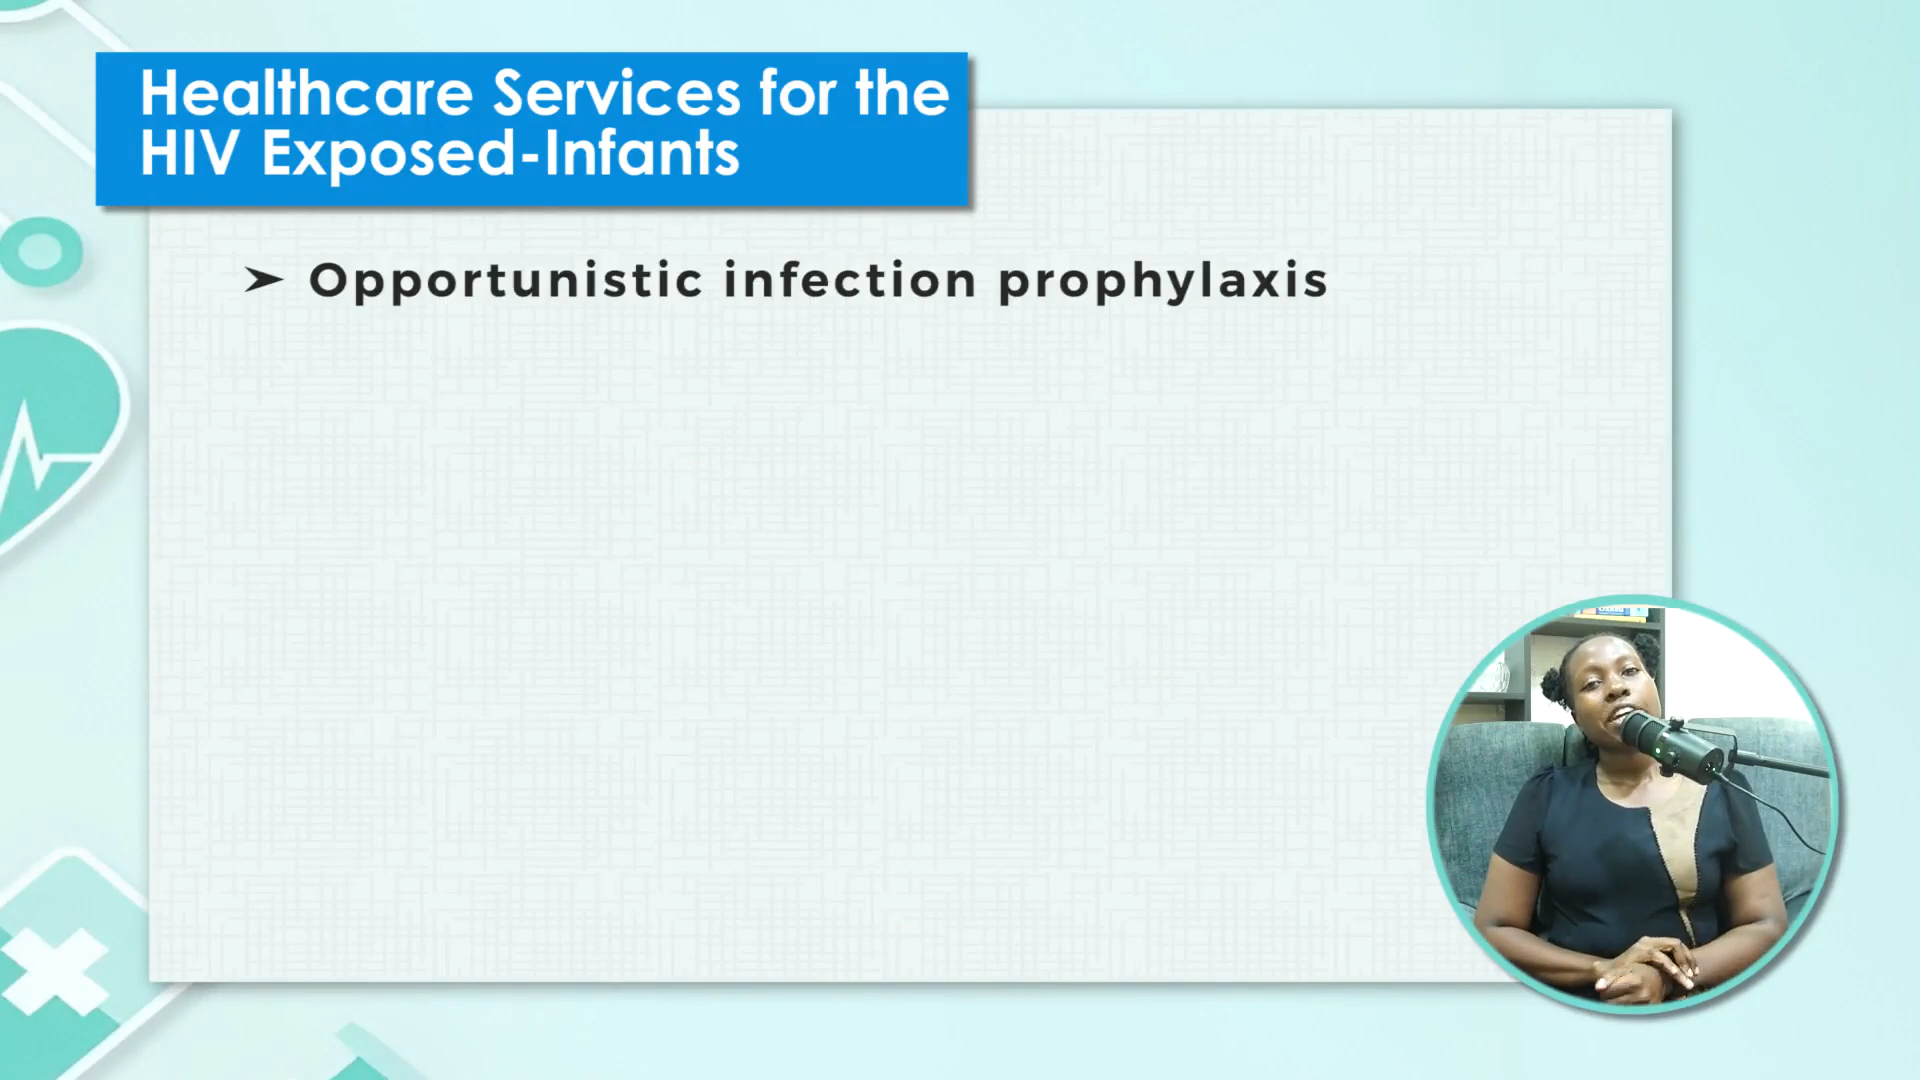 Healthcare Services for the
HIV Exposed-Infants
➤ Opportunistic infection prophylaxis